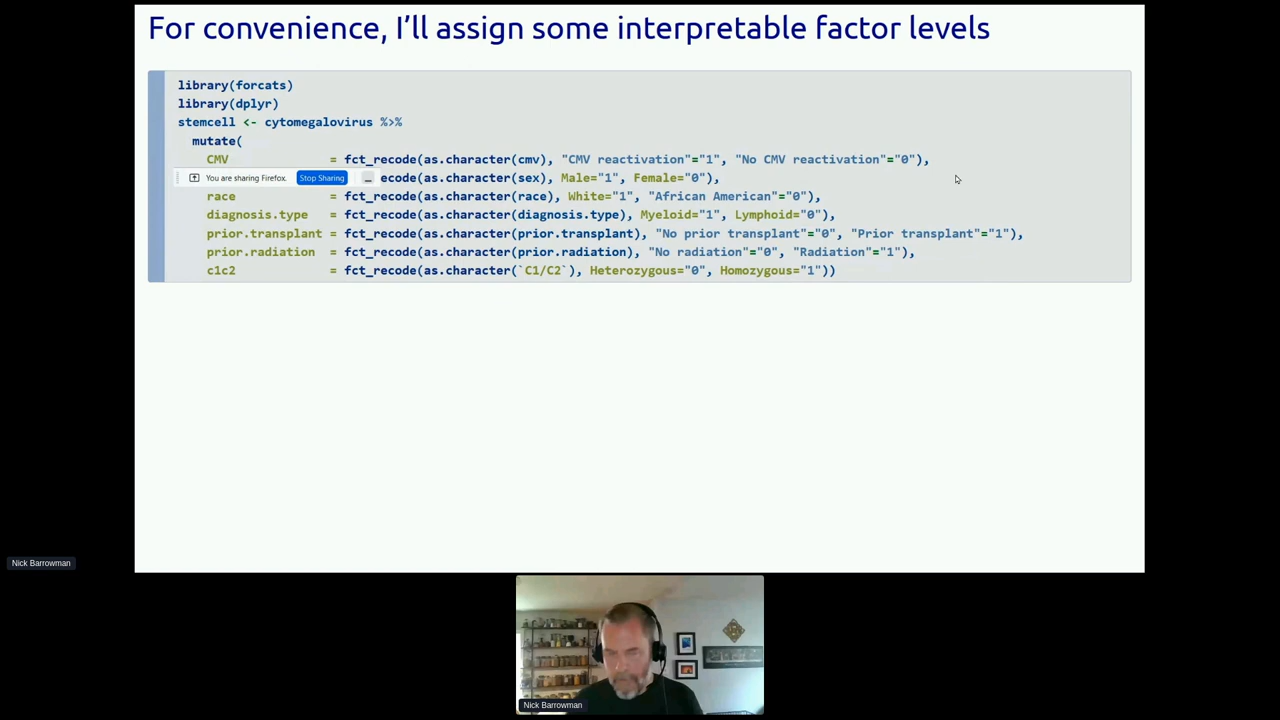 For convenience, I'll assign some interpretable factor levels
library(forcats)
library(dplyr)
stemcell <- cytomegalovirus %>%
mutate(
CMV = fct_recode(as.character(cmv), "CMV reactivation"="1", "No CMV reactivation"="0"),
You are sharing Firefox. Stop Sharing _ ecode(as.character(sex), Male="1", Female="0"),
race = fct_recode(as.character(race), White="1", "African American"="0"),
diagnosis.type = fct_recode(as.character(diagnosis.type), Myeloid="1", Lymphoid="0"),
prior.transplant = fct_recode(as.character(prior.transplant), "No prior transplant"="0", "Prior transplant"="1"),
prior.radiation = fct_recode(as.character(prior.radiation), "No radiation"="0", "Radiation"="1"),
c1c2 = fct_recode(as.character(`C1/C2`), Heterozygous="0", Homozygous="1"))
Nick Barrowman
Nick Barrowman